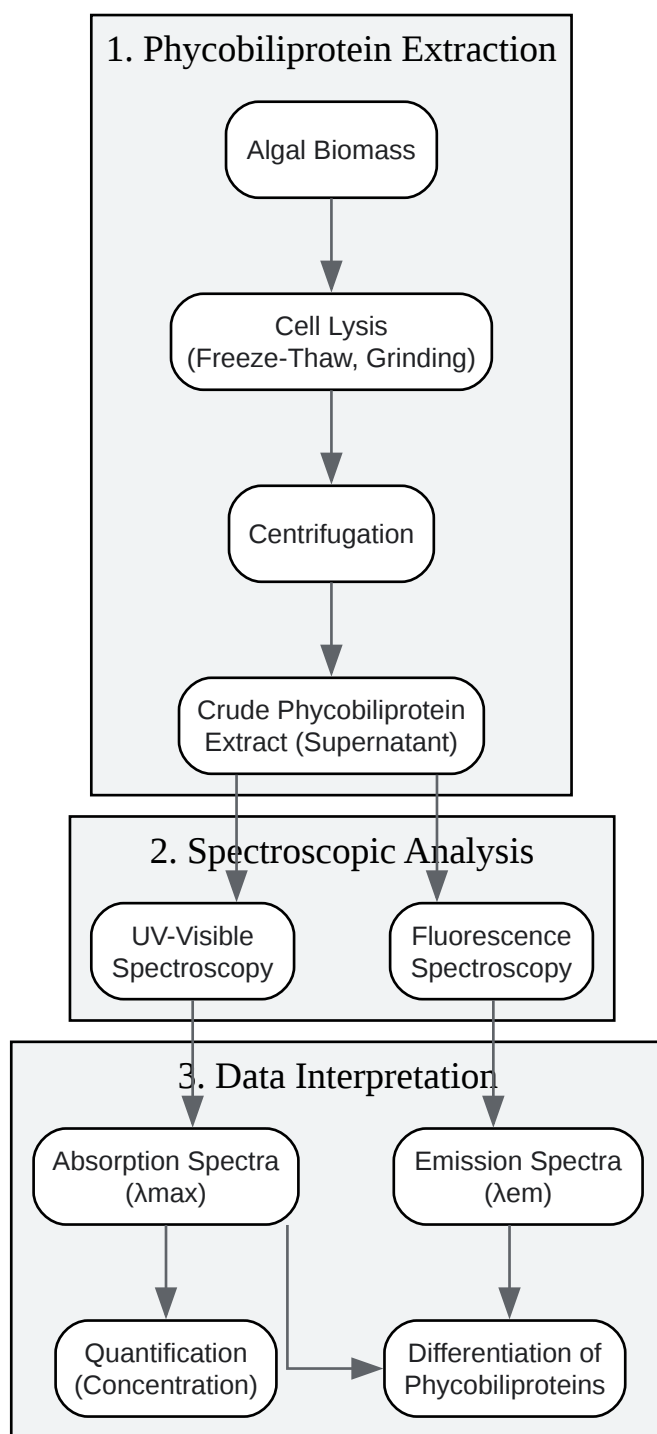 1. Phycobiliprotein Extraction
Algal Biomass
Cell Lysis
(Freeze-Thaw, Grinding)
Centrifugation
Crude Phycobiliprotein
Extract (Supernatant)
2. Spectroscopic Analysis
UV-Visible
Spectroscopy
Fluorescence
Spectroscopy
3. Data Interpretation
Absorption Spectra
(λmax)
Emission Spectra
(λem)
Quantification
(Concentration)
Differentiation of
Phycobiliproteins